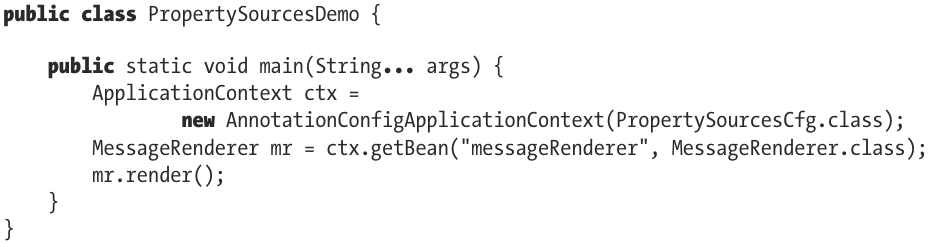 public class PropertySourcesDemo {
public static void main(String... args) {
ApplicationContext ctx =
new AnnotationConfigApplicationContext(PropertySourcesCfg.class);
MessageRenderer mr = ctx.getBean("messageRenderer", MessageRenderer.class);
mr.render();
}
}